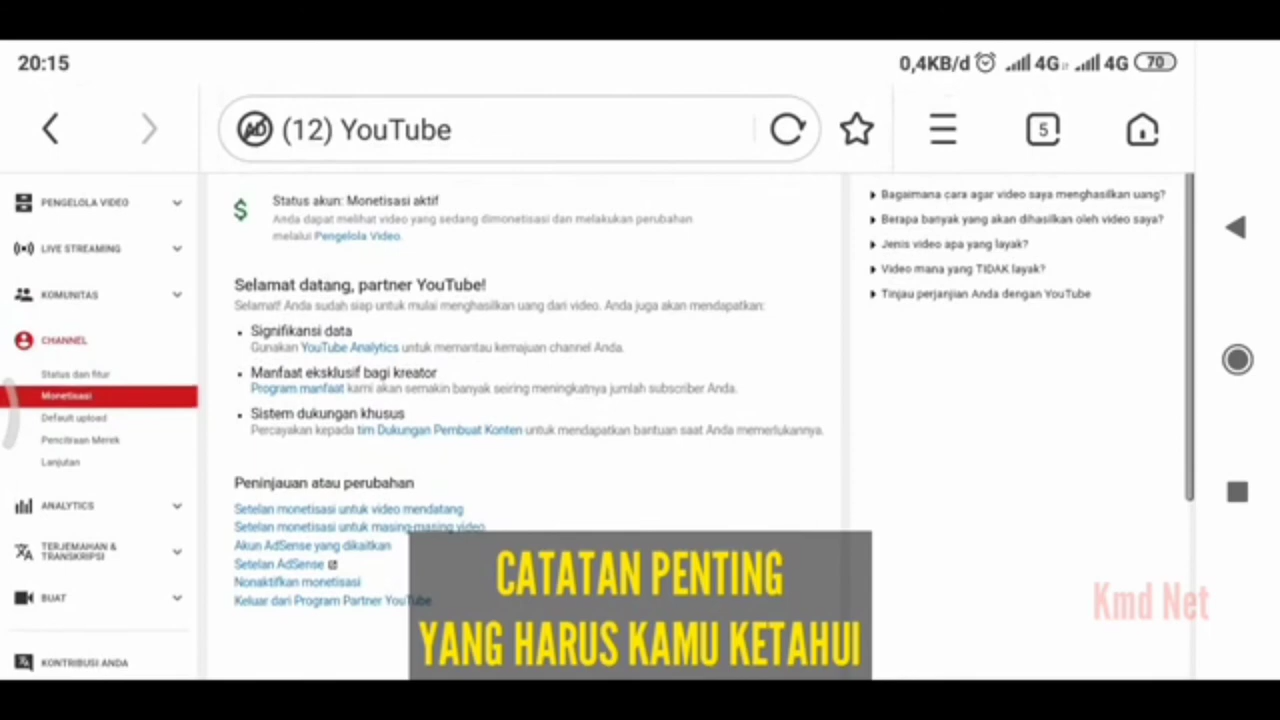 20:15
0,4KB/d 4G 4G 70
(12) YouTube
5
PENGELOLA VIDEO
LIVE STREAMING
KOMUNITAS
CHANNEL
Status dan fitur
Monetisasi
Default upload
Pencitraan Merek
Lanjutan
ANALYTICS
TERJEMAHAN &
TRANSKRIPSI
BUAT
KONTRIBUSI ANDA
Status akun: Monetisasi aktif
Anda dapat melihat video yang sedang dimonetisasi dan melakukan perubahan
melalui Pengelola Video.
Selamat datang, partner YouTube!
Selamat! Anda sudah siap untuk mulai menghasilkan uang dari video. Anda juga akan mendapatkan:
Signifikansi data
Gunakan YouTube Analytics untuk memantau kemajuan channel Anda.
Manfaat eksklusif bagi kreator
Program manfaat kami akan semakin banyak seiring meningkatnya jumlah subscriber Anda.
Sistem dukungan khusus
Percayakan kepada tim Dukungan Pembuat Konten untuk mendapatkan bantuan saat Anda memerlukannya.
Peninjauan atau perubahan
Setelan monetisasi untuk video mendatang
Setelan monetisasi untuk masing-masing video
Akun AdSense yang dikaitkan
Setelan AdSense
Nonaktifkan monetisasi
Keluar dari Program Partner YouTube
Bagaimana cara agar video saya menghasilkan uang?
Berapa banyak yang akan dihasilkan oleh video saya?
Jenis video apa yang layak?
Video mana yang TIDAK layak?
Tinjau perjanjian Anda dengan YouTube
CATATAN PENTING
YANG HARUS KAMU KETAHUI
Kmd Net